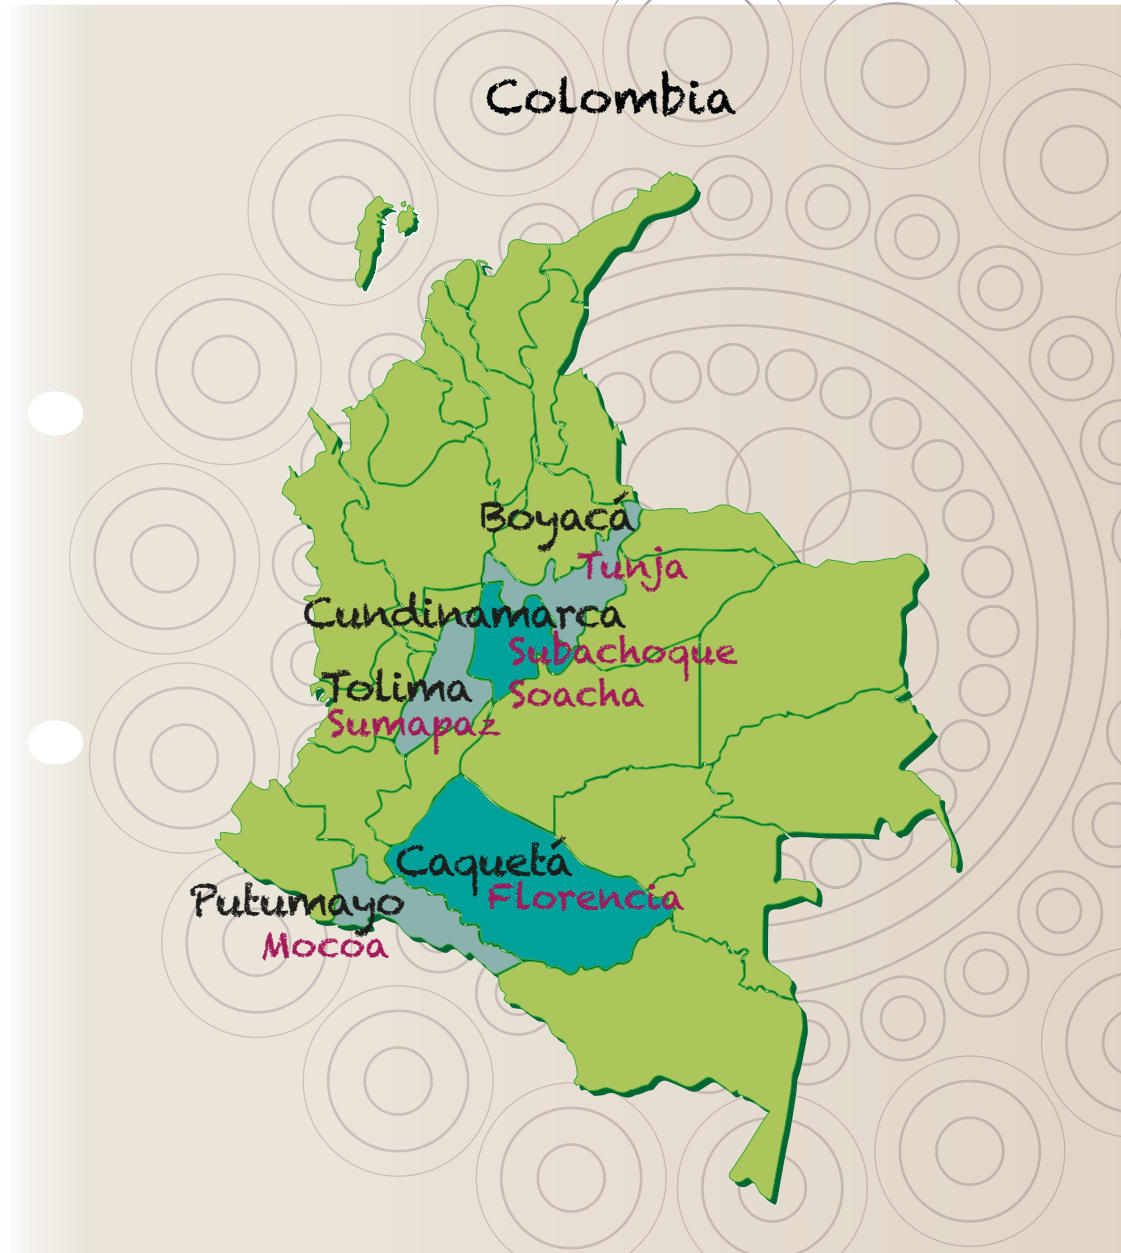 Colombia
Boyacá
Tunja
Cundinamarca
Subachoque
Tolima
Soacha
Sumapaz
Caquetá
Florencia
Putumayo
Mocoa